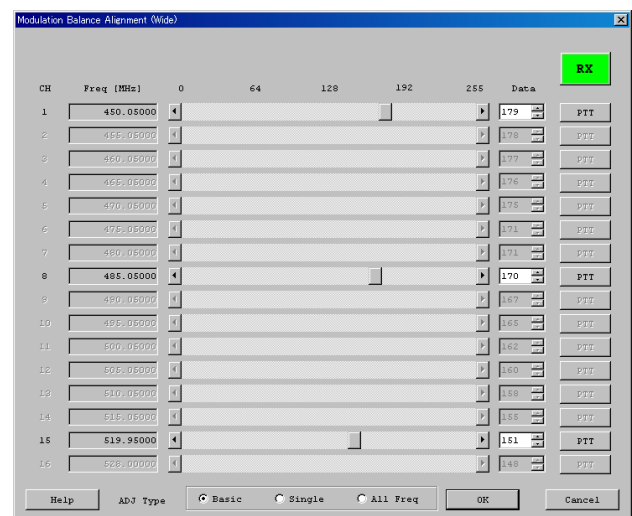 Modulation Balance Alignment (Wide)
RX
CH Freq [MHz] 0 64 128 192 255 Data
1 450.05000 179 PTT
2 455.05000 178 PTT
3 460.05000 177 PTT
4 465.05000 176 PTT
5 470.05000 175 PTT
6 475.05000 171 PTT
7 480.05000 171 PTT
8 485.05000 170 PTT
9 490.05000 167 PTT
10 495.05000 165 PTT
11 500.05000 162 PTT
12 505.05000 160 PTT
13 510.05000 158 PTT
14 515.05000 155 PTT
15 519.95000 151 PTT
16 528.00000 148 PTT
Help ADJ Type Basic Single All Freq OK Cancel